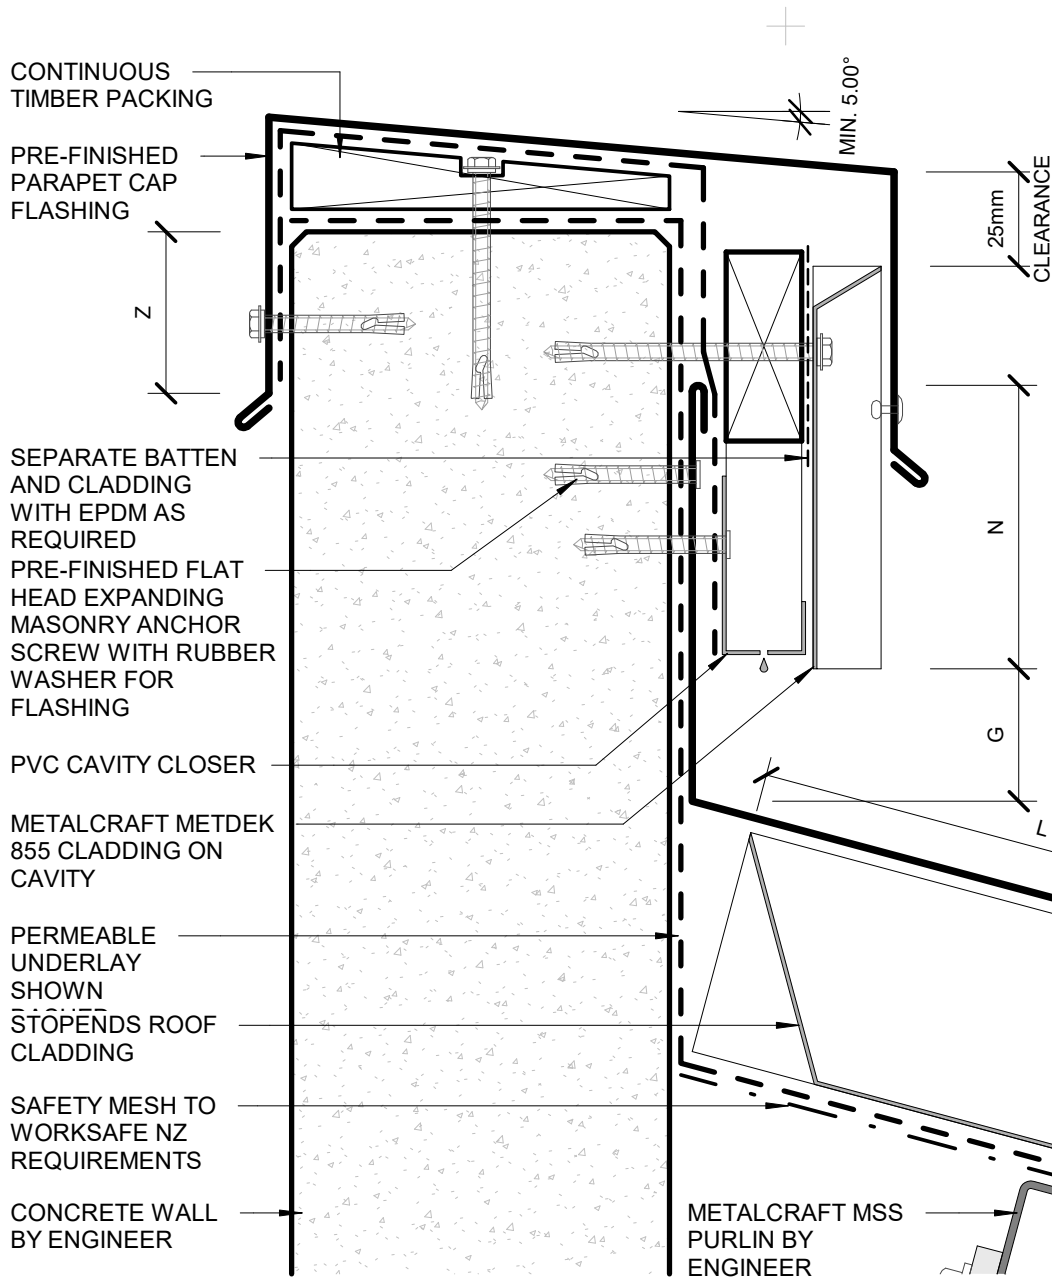 CONTINUOUS
TIMBER PACKING
PRE-FINISHED
PARAPET CAP
FLASHING
Z
SEPARATE BATTEN
AND CLADDING
WITH EPDM AS
REQUIRED
PRE-FINISHED FLAT
HEAD EXPANDING
MASONRY ANCHOR
SCREW WITH RUBBER
WASHER FOR
FLASHING
PVC CAVITY CLOSER
METALCRAFT METDEK
855 CLADDING ON
CAVITY
PERMEABLE
UNDERLAY
SHOWN
STOPENDS ROOF
CLADDING
SAFETY MESH TO
WORKSAFE NZ
REQUIREMENTS
CONCRETE WALL
BY ENGINEER
MIN. 5.00°
25mm
CLEARANCE
N
G
L
METALCRAFT MSS
PURLIN BY
ENGINEER